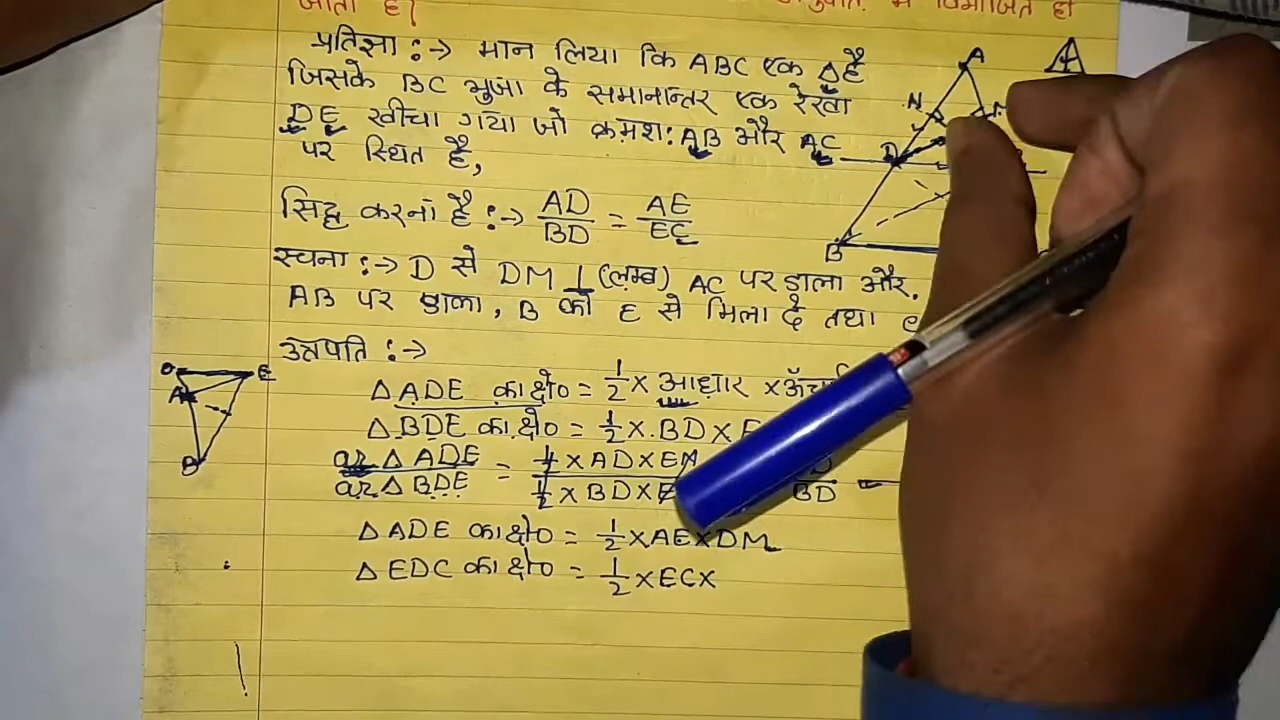 जाता है। अनुपात में विभाजित हो
प्रतिज्ञा :→ मान लिया कि ABC एक △ है
जिसके BC भुजा के समानान्तर एक रेखा
DE खींचा गया जो क्रमश: AB और AC
पर स्थित है,
सिद्ध करना है :→ AD/BD = AE/EC
रचना :→ D से DM ⊥ (लम्ब) AC पर डाला और
AB पर डाला, B को E से मिला दे तथा C
उत्तपति :→
△ADE का क्षे० = 1/2 × आधार × ऊँचाई
△BDE का क्षे० = 1/2 × BD × E
ar △ ADE / ar △ BDE = 1/2 × AD × EN / 1/2 × BD × E BD
△ ADE का क्षे० = 1/2 × AE × DM
△ EDC का क्षे० = 1/2 × EC ×
A
N
D
B
D E
A
B